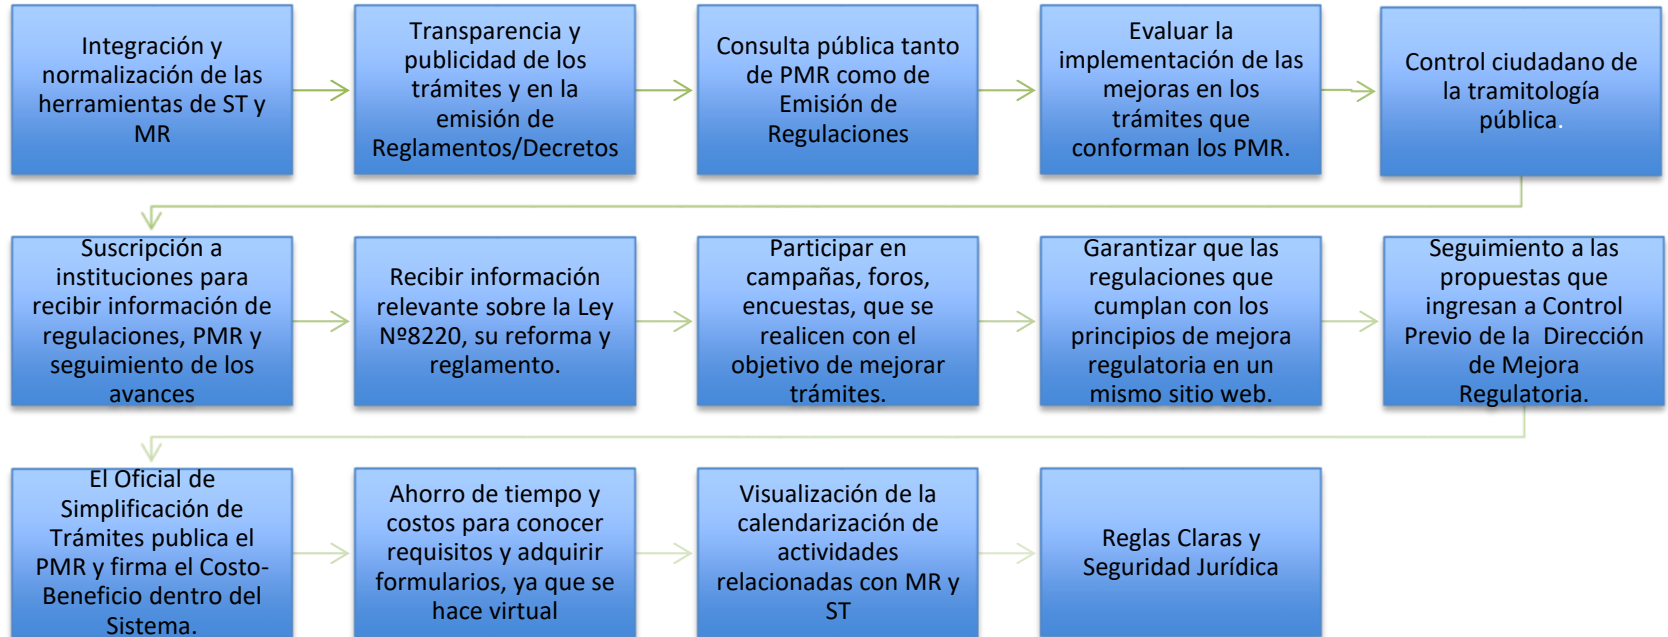 Integración y
normalización de las
herramientas de ST y
MR
Transparencia y
publicidad de los
trámites y en la
emisión de
Reglamentos/Decretos
Consulta pública tanto
de PMR como de
Emisión de
Regulaciones
Evaluar la
implementación de las
mejoras en los
trámites que
conforman los PMR.
Control ciudadano de
la tramitología
pública.
Suscripción a
instituciones para
recibir información de
regulaciones, PMR y
seguimiento de los
avances
Recibir información
relevante sobre la Ley
Nº8220, su reforma y
reglamento.
Participar en
campañas, foros,
encuestas, que se
realicen con el
objetivo de mejorar
trámites.
Garantizar que las
regulaciones que
cumplan con los
principios de mejora
regulatoria en un
mismo sitio web.
Seguimiento a las
propuestas que
ingresan a Control
Previo de la Dirección
de Mejora
Regulatoria.
El Oficial de
Simplificación de
Trámites publica el
PMR y firma el Costo-
Beneficio dentro del
Sistema.
Ahorro de tiempo y
costos para conocer
requisitos y adquirir
formularios, ya que se
hace virtual
Visualización de la
calendarización de
actividades
relacionadas con MR y
ST
Reglas Claras y
Seguridad Jurídica